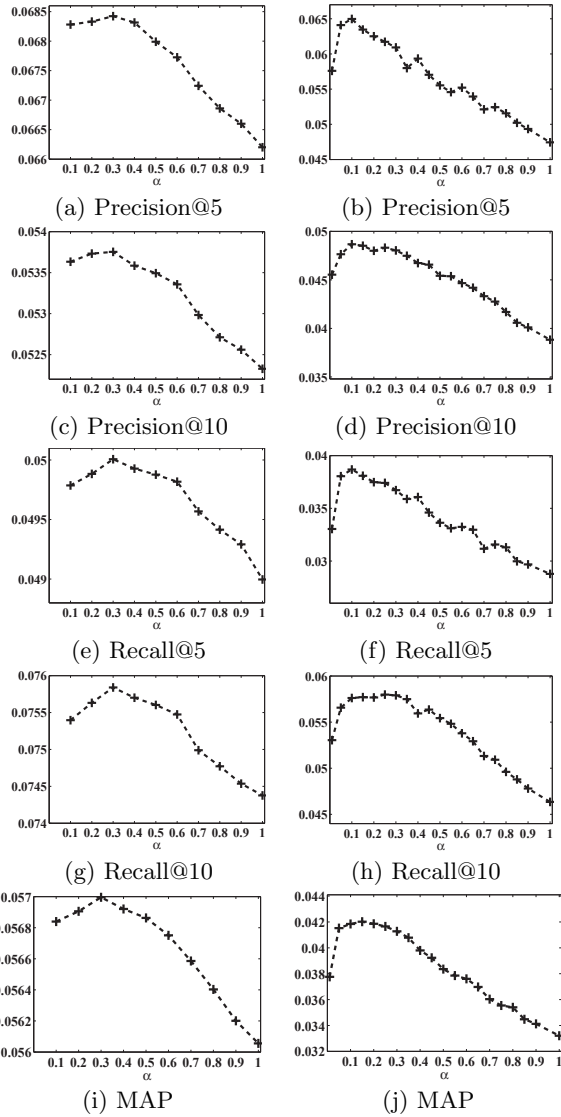 0.0685
0.068
0.0675
0.067
0.0665
0.066
0.1 0.2 0.3 0.4 0.5 0.6 0.7 0.8 0.9 1
α
(a) Precision@5
0.065
0.06
0.055
0.05
0.045
0.1 0.2 0.3 0.4 0.5 0.6 0.7 0.8 0.9 1
α
(b) Precision@5
0.054
0.0535
0.053
0.0525
0.1 0.2 0.3 0.4 0.5 0.6 0.7 0.8 0.9 1
α
(c) Precision@10
0.05
0.045
0.04
0.035
0.1 0.2 0.3 0.4 0.5 0.6 0.7 0.8 0.9 1
α
(d) Precision@10
0.05
0.0495
0.049
0.1 0.2 0.3 0.4 0.5 0.6 0.7 0.8 0.9 1
α
(e) Recall@5
0.04
0.035
0.03
0.1 0.2 0.3 0.4 0.5 0.6 0.7 0.8 0.9 1
α
(f) Recall@5
0.076
0.0755
0.075
0.0745
0.074
0.1 0.2 0.3 0.4 0.5 0.6 0.7 0.8 0.9 1
α
(g) Recall@10
0.06
0.055
0.05
0.045
0.1 0.2 0.3 0.4 0.5 0.6 0.7 0.8 0.9 1
α
(h) Recall@10
0.057
0.0568
0.0566
0.0564
0.0562
0.056
0.1 0.2 0.3 0.4 0.5 0.6 0.7 0.8 0.9 1
α
(i) MAP
0.044
0.042
0.04
0.038
0.036
0.034
0.032
0.1 0.2 0.3 0.4 0.5 0.6 0.7 0.8 0.9 1
α
(j) MAP